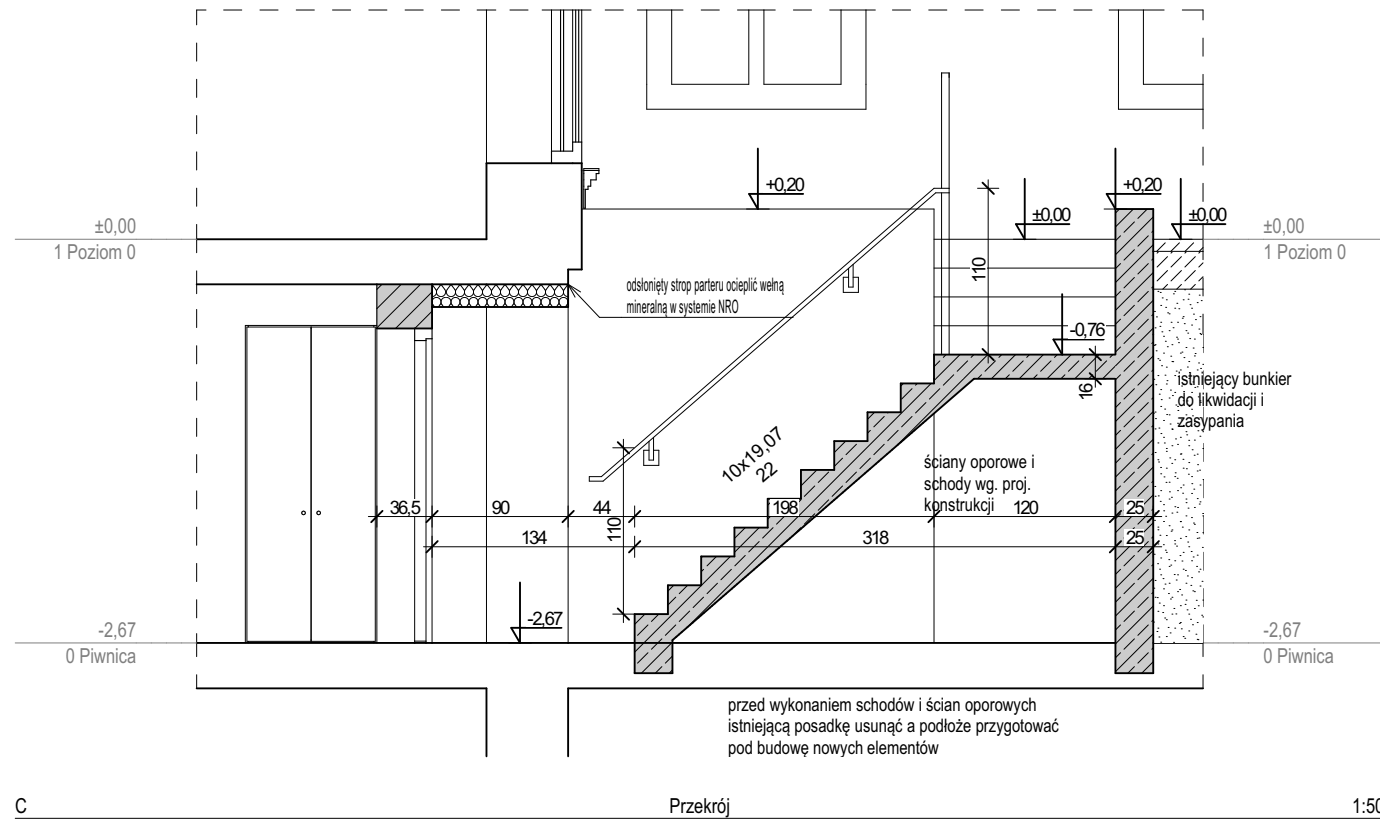 +0,20
+0,20
±0,00
±0,00
±0,00
1 Poziom 0
±0,00
1 Poziom 0
110
odsłonięty strop parteru ocieplić wełną
mineralną w systemie NRO
-0,76
16
istniejący bunkier
do likwidacji i
zasypania
10x19,07
22
ściany oporowe i
schody wg. proj.
konstrukcji
36,5
90
44
198
120
25
110
134
318
25
-2,67
-2,67
0 Piwnica
-2,67
0 Piwnica
przed wykonaniem schodów i ścian oporowych
istniejącą posadkę usunąć a podłoże przygotować
pod budowę nowych elementów
C
Przekrój
1:50